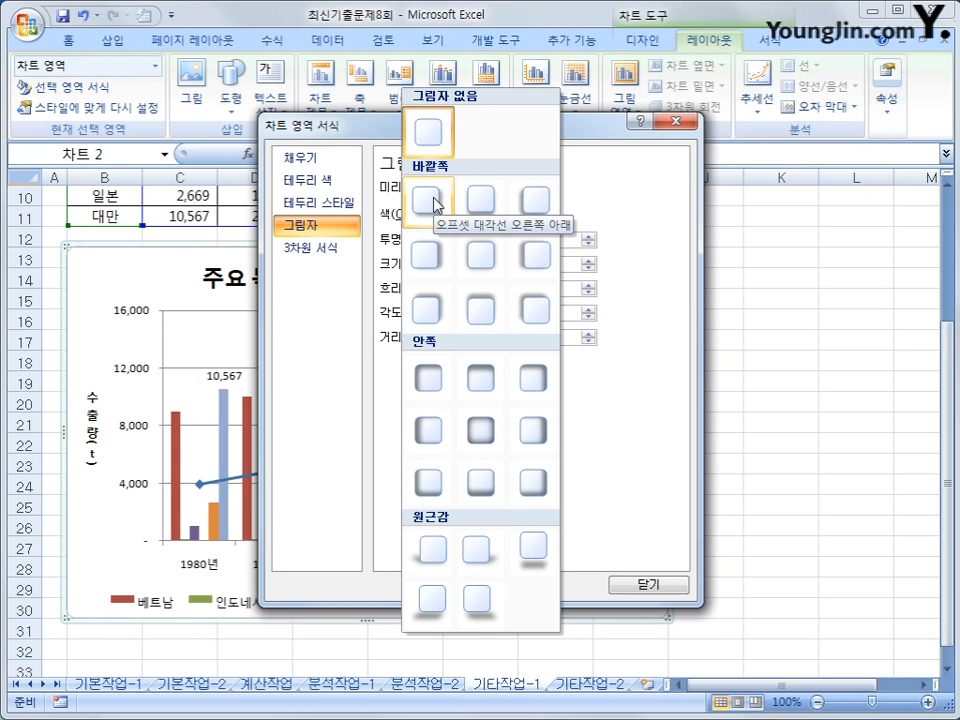 최신기출문제8회 - Microsoft Excel
차트 도구
YoungJin.com Y.
홈 삽입 페이지 레이아웃 수식 데이터 검토 보기 개발 도구 추가 기능 디자인 레이아웃 서식
차트 영역
선택 영역 서식
스타일에 맞게 다시 설정
현재 선택 영역
그림 도형 텍스트
삽입
차트 축
눈금선
그림
차트 옆면
차트 밑면
3차원 회전
추세선
선
양선/음선
오차 막대
분석
속성
차트 2
fx
A B C D J K L M
10 일본 2,669
11 대만 10,567
12
13
14
15
16
17
18
19
20
21
22
23
24
25
26
27
28
29
30
31
32
33
주요
16,000
12,000
8,000
4,000
-
수출량(t)
10,567
1980년
베트남 인도네
차트 영역 서식
채우기
테두리 색
테두리 스타일
그림자
3차원 서식
그
미리
색(
투명
크기
흐리
각도
거리
그림자 없음
바깥쪽
오프셋 대각선 오른쪽 아래
안쪽
원근감
닫기
기본작업-1 기본작업-2 계산작업 분석작업-1 분석작업-2 기타작업-1 기타작업-2
준비
100%